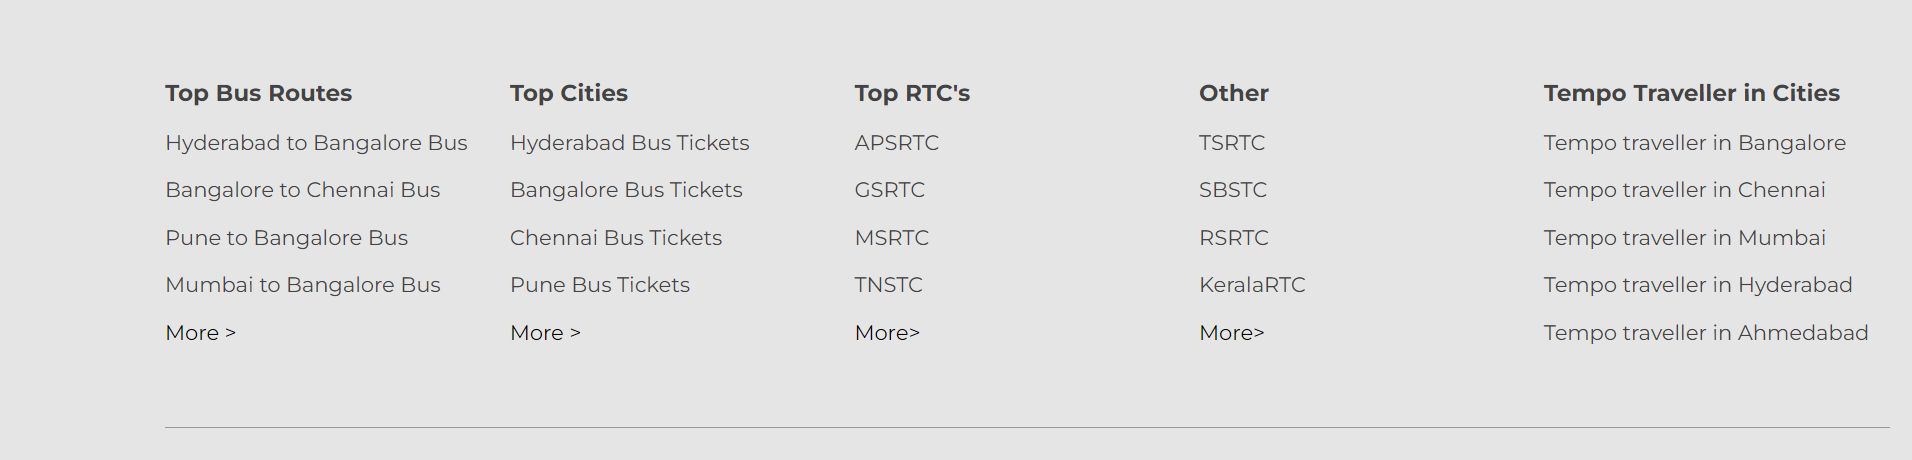 Top Bus Routes
Hyderabad to Bangalore Bus
Bangalore to Chennai Bus
Pune to Bangalore Bus
Mumbai to Bangalore Bus
More >
Top Cities
Hyderabad Bus Tickets
Bangalore Bus Tickets
Chennai Bus Tickets
Pune Bus Tickets
More >
Top RTC's
APSRTC
GSRTC
MSRTC
TNSTC
More>
Other
TSRTC
SBSTC
RSRTC
KeralaRTC
More>
Tempo Traveller in Cities
Tempo traveller in Bangalore
Tempo traveller in Chennai
Tempo traveller in Mumbai
Tempo traveller in Hyderabad
Tempo traveller in Ahmedabad